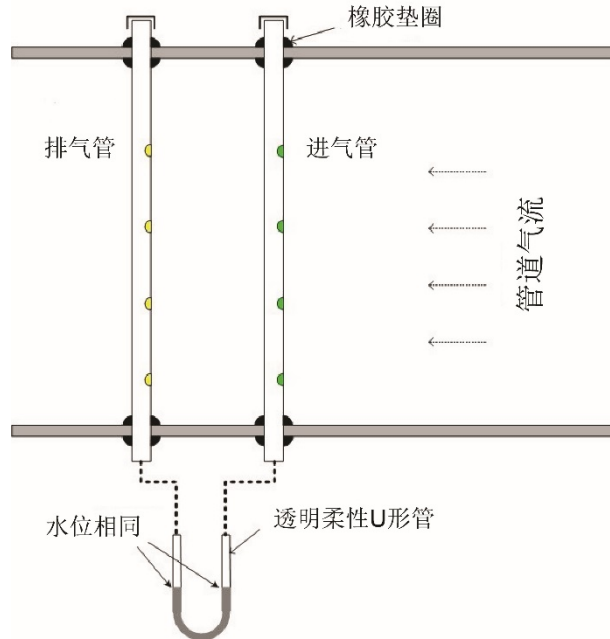 橡胶垫圈
排气管
进气管
管道气流
水位相同
透明柔性U形管